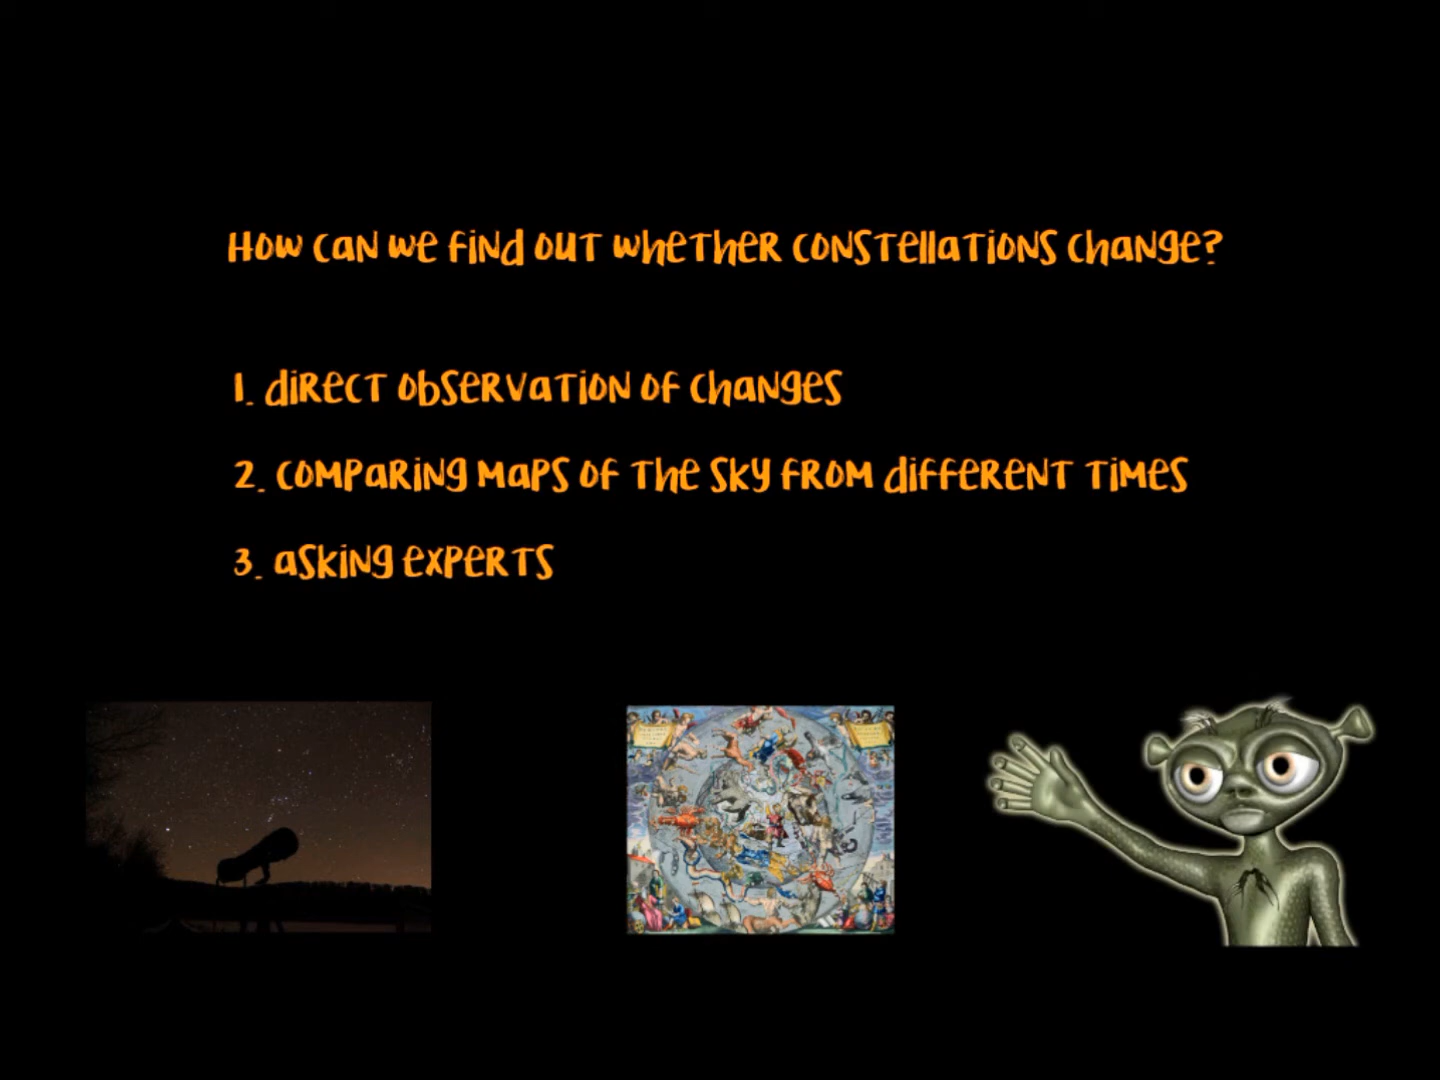 How can we find out whether constellations change?
1. direct observation of changes
2. comparing maps of the sky from different times
3. asking experts